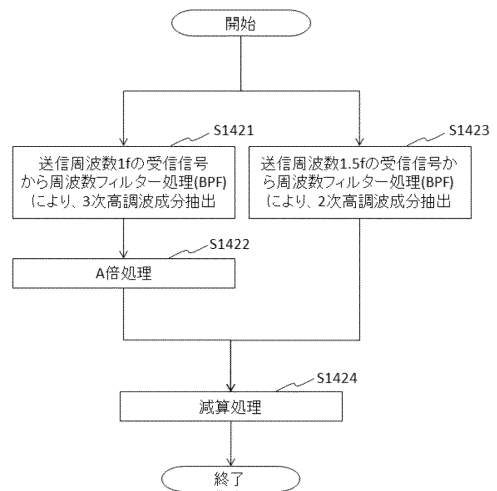 開始
S1421
送信周波数1fの受信信号
から周波数フィルター処理(BPF)
により、3次高調波成分抽出
S1423
送信周波数1.5fの受信信号か
ら周波数フィルター処理(BPF)
により、2次高調波成分抽出
S1422
A倍処理
S1424
減算処理
終了